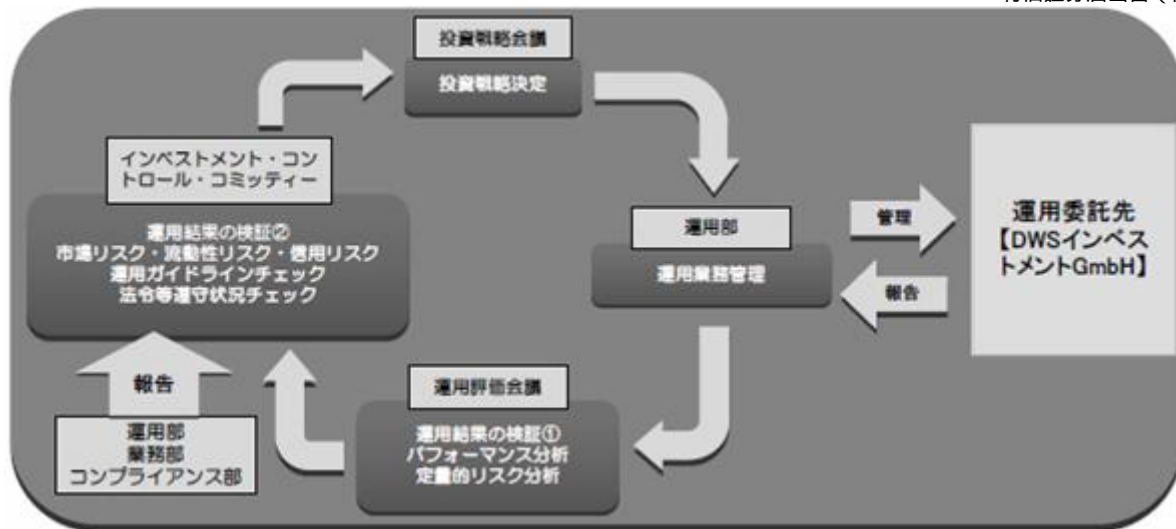 投資戦略会議
投資戦略決定
インベストメント・コン
トロール・コミッティー
運用結果の検証②
市場リスク・流動性リスク・信用リスク
運用ガイドラインチェック
法令等遵守状況チェック
報告
運用部
業務部
コンプライアンス部
運用部
運用業務管理
管理
報告
運用委託先
【DWSインベス
トメントGmbH】
運用評価会議
運用結果の検証①
パフォーマンス分析
定量的リスク分析